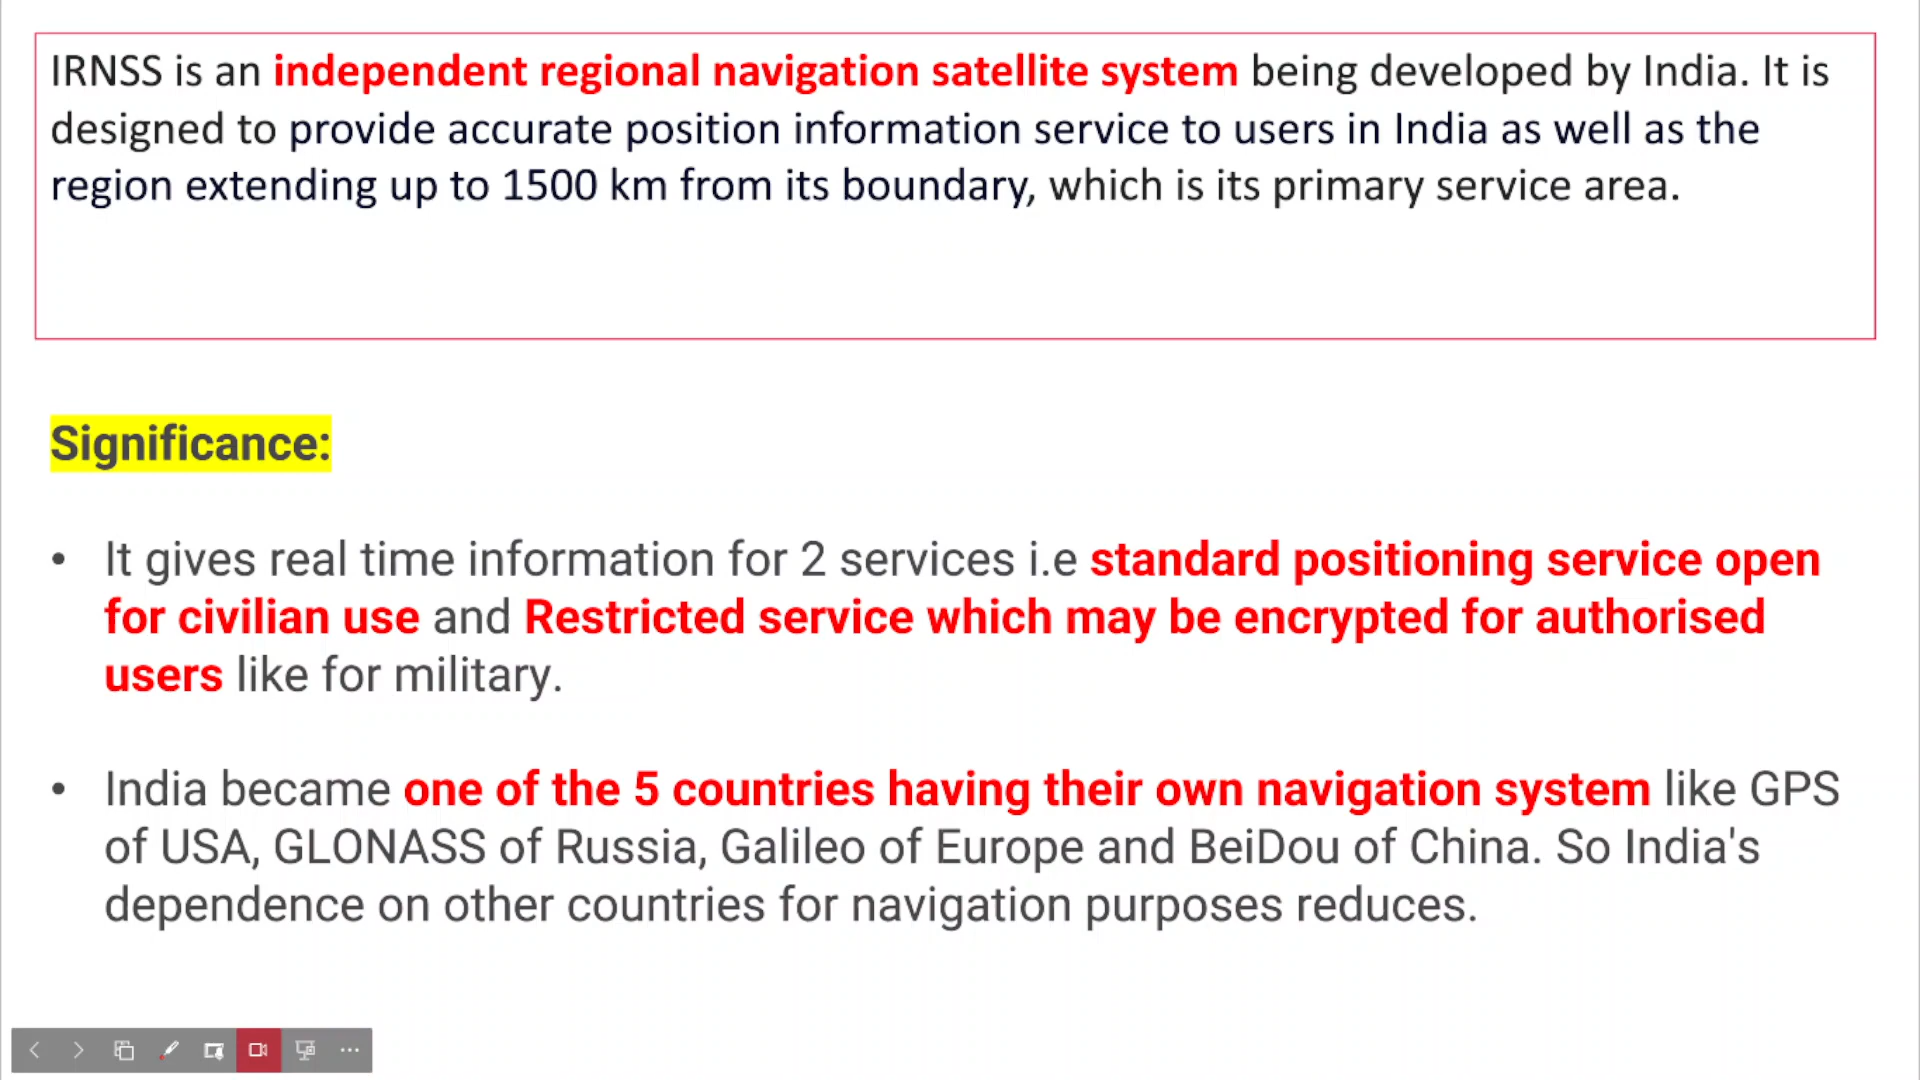 IRNSS is an independent regional navigation satellite system being developed by India. It is
designed to provide accurate position information service to users in India as well as the
region extending up to 1500 km from its boundary, which is its primary service area.
Significance:
• It gives real time information for 2 services i.e standard positioning service open
for civilian use and Restricted service which may be encrypted for authorised
users like for military.
• India became one of the 5 countries having their own navigation system like GPS
of USA, GLONASS of Russia, Galileo of Europe and BeiDou of China. So India's
dependence on other countries for navigation purposes reduces.